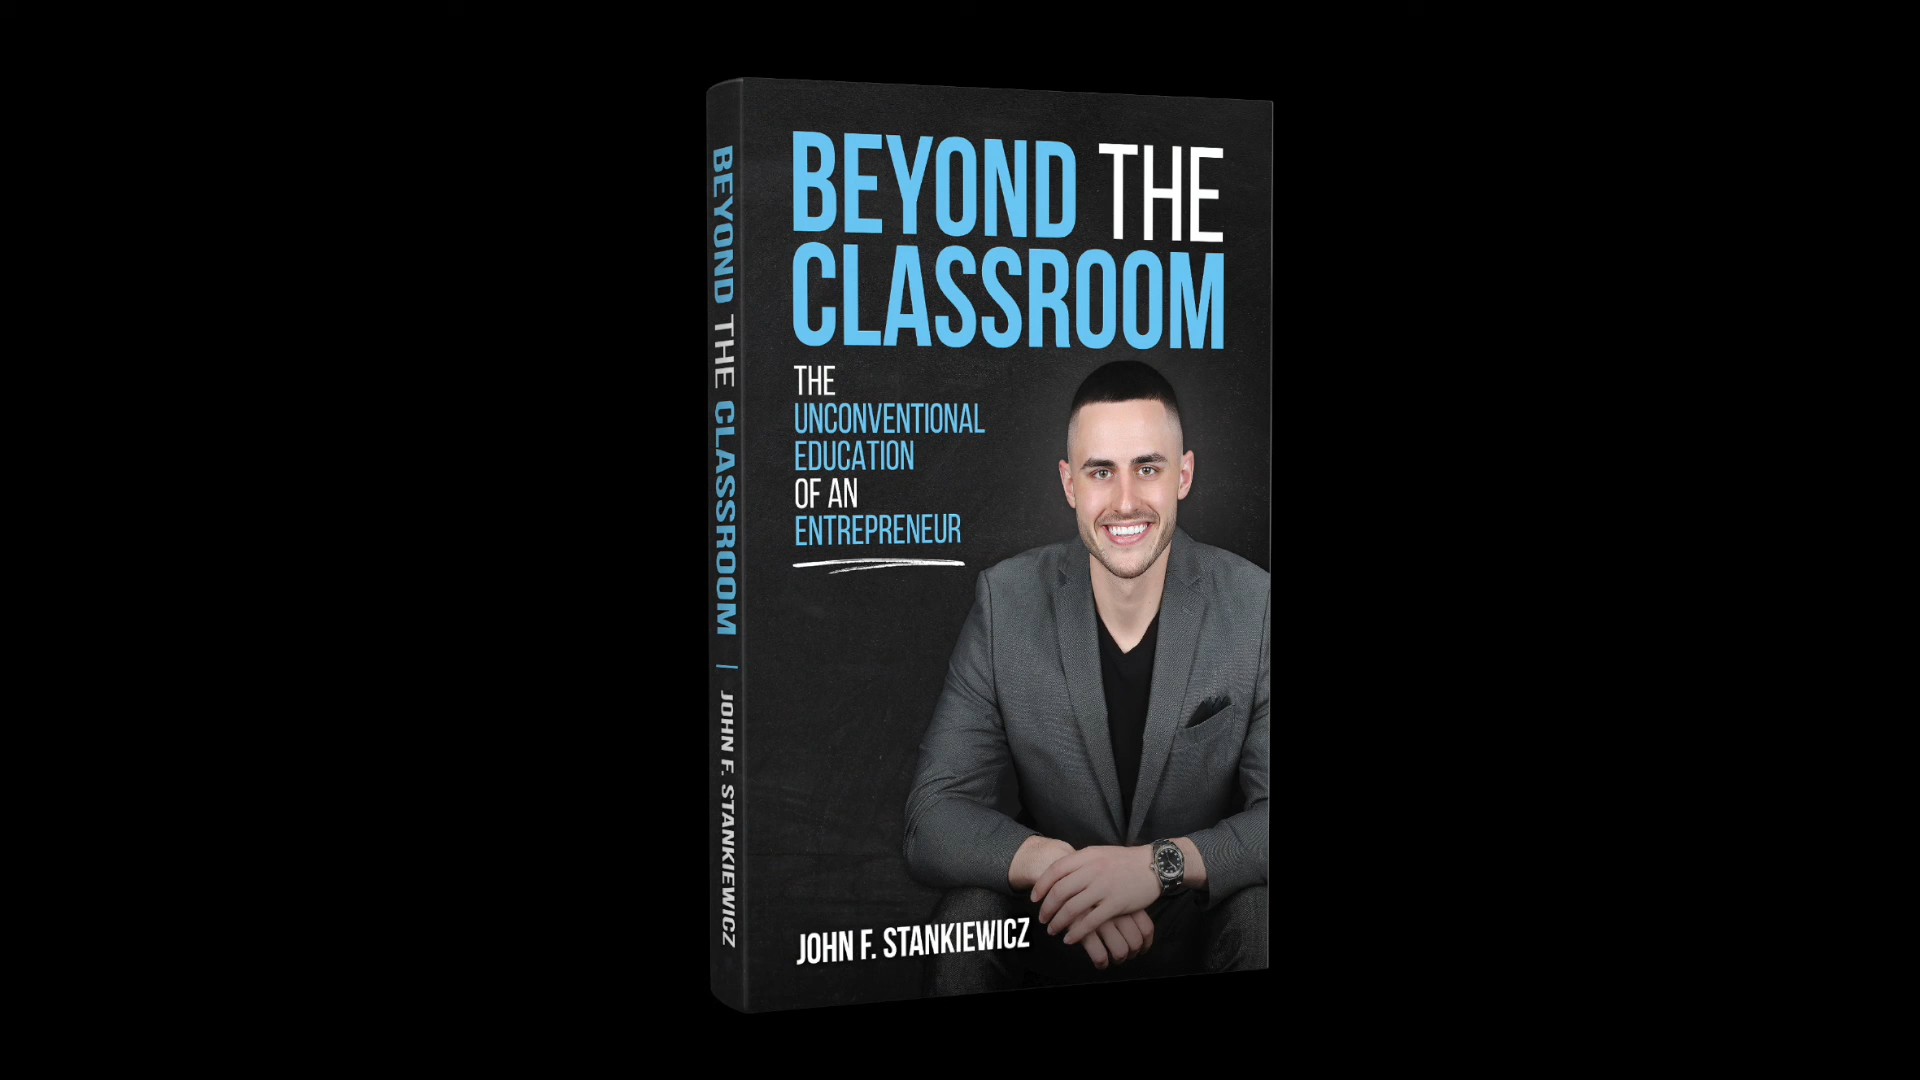 BEYOND THE CLASSROOM | JOHN F. STANKIEWICZ
BEYOND THE
CLASSROOM
THE
UNCONVENTIONAL
EDUCATION
OF AN
ENTREPRENEUR
JOHN F. STANKIEWICZ